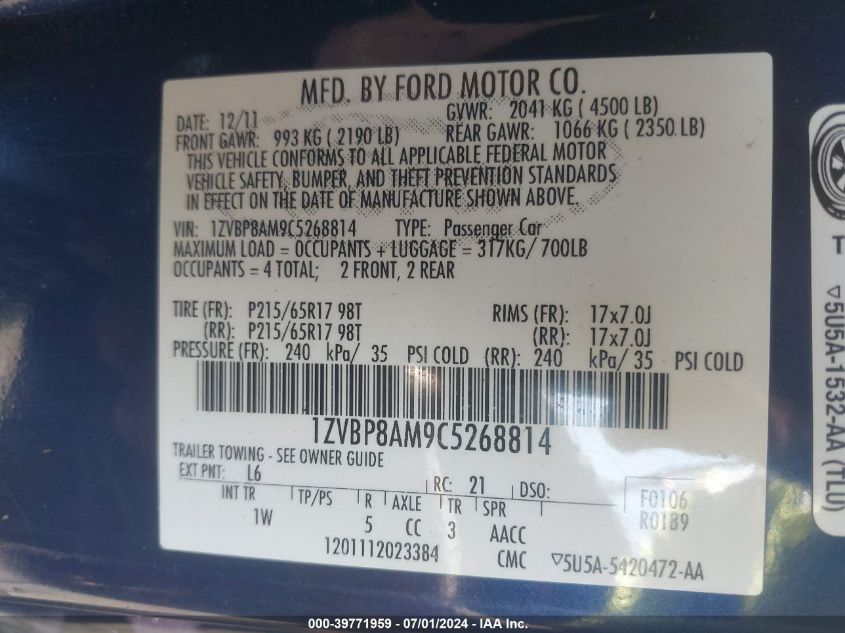 MFD. BY FORD MOTOR CO.
DATE: 12/11 GVWR: 2041 KG ( 4500 LB)
FRONT GAWR: 993 KG ( 2190 LB) REAR GAWR: 1066 KG ( 2350 LB)
THIS VEHICLE CONFORMS TO ALL APPLICABLE FEDERAL MOTOR
VEHICLE SAFETY, BUMPER, AND THEFT PREVENTION STANDARDS
IN EFFECT ON THE DATE OF MANUFACTURE SHOWN ABOVE.
VIN: 1ZVBP8AM9C5268814 TYPE: Passenger Car
MAXIMUM LOAD = OCCUPANTS + LUGGAGE = 317KG/ 700LB
OCCUPANTS = 4 TOTAL; 2 FRONT, 2 REAR
TIRE (FR): P215/65R17 98T RIMS (FR): 17x7.0J
(RR): P215/65R17 98T (RR): 17x7.0J
PRESSURE (FR): 240 kPa/ 35 PSI COLD (RR): 240 kPa/ 35 PSI COLD
1ZVBP8AM9C5268814
TRAILER TOWING - SEE OWNER GUIDE
EXT PNT: L6 RC: 21 DSO:
INT TR TP/PS R AXLE TR SPR F0106
1W 5 CC 3 AACC R0189
1201112023384 CMC ▽5U5A-5420472-AA
T
▽5U5A-1532-AA (TLU)
000-39771959 - 07/01/2024 - IAA Inc.